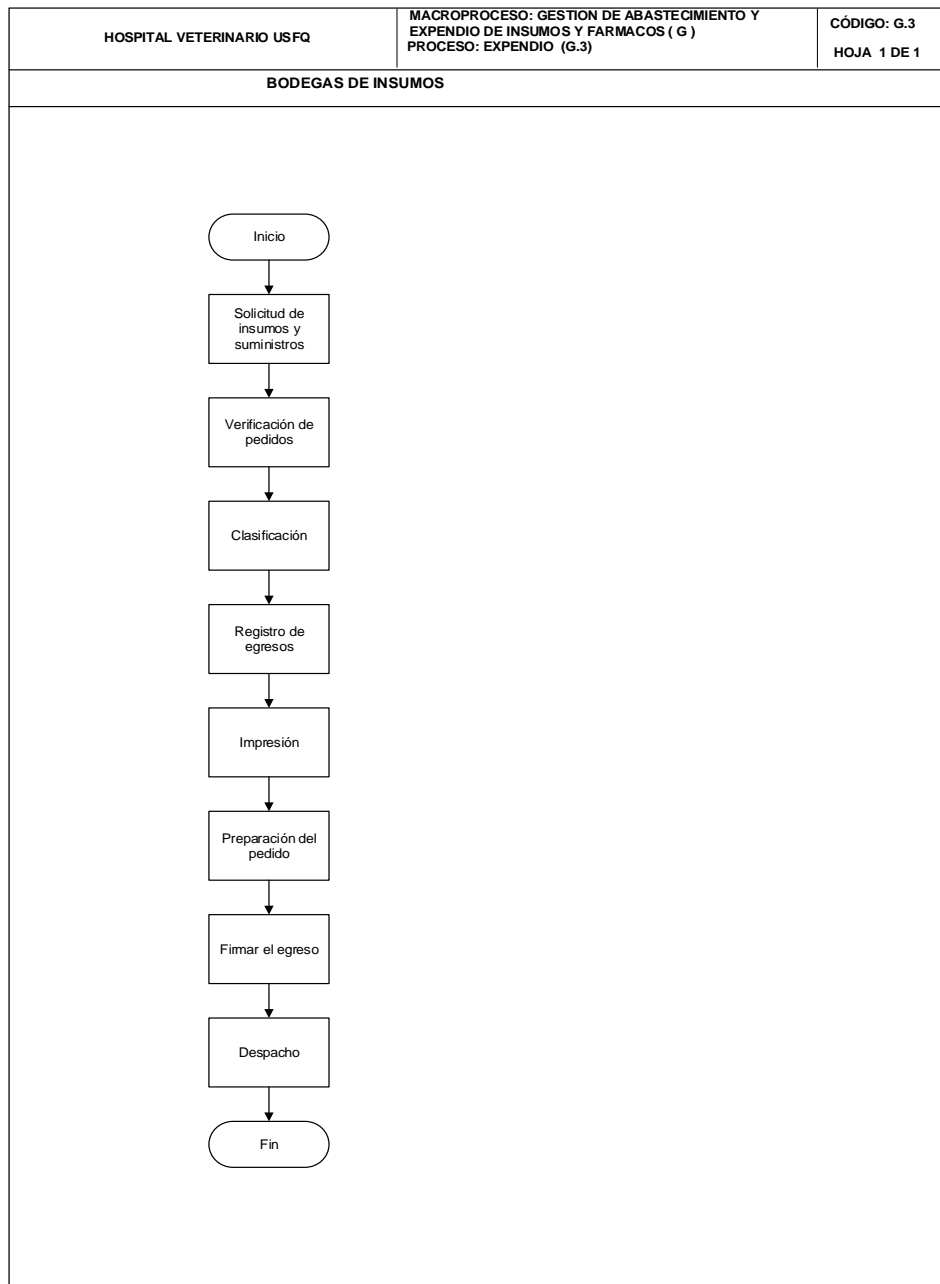 HOSPITAL VETERINARIO USFQ
MACROPROCESO: GESTION DE ABASTECIMIENTO Y
EXPENDIO DE INSUMOS Y FARMACOS ( G )
PROCESO: EXPENDIO (G.3)
CÓDIGO: G.3
HOJA 1 DE 1
BODEGAS DE INSUMOS
Inicio
Solicitud de
insumos y
suministros
Verificación de
pedidos
Clasificación
Registro de
egresos
Impresión
Preparación del
pedido
Firmar el egreso
Despacho
Fin